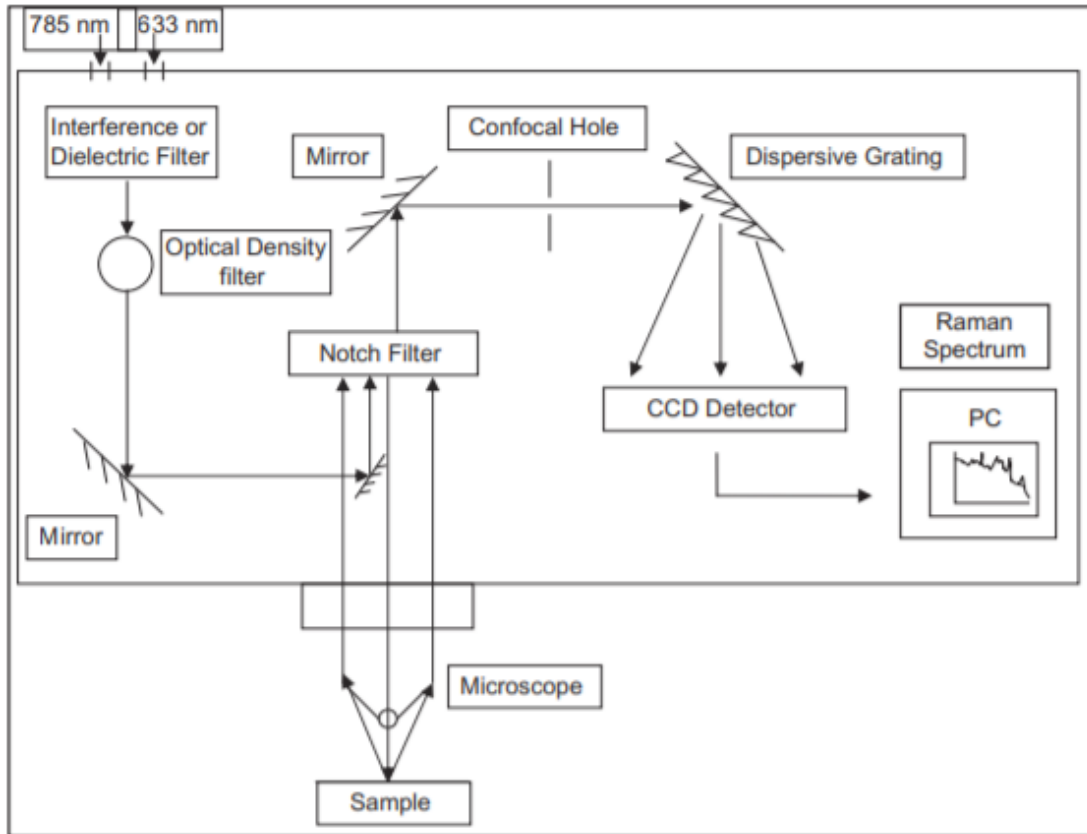 785 nm
633 nm
Interference or
Dielectric Filter
Optical Density
filter
Mirror
Confocal Hole
Dispersive Grating
Notch Filter
CCD Detector
Raman
Spectrum
PC
Mirror
Microscope
Sample